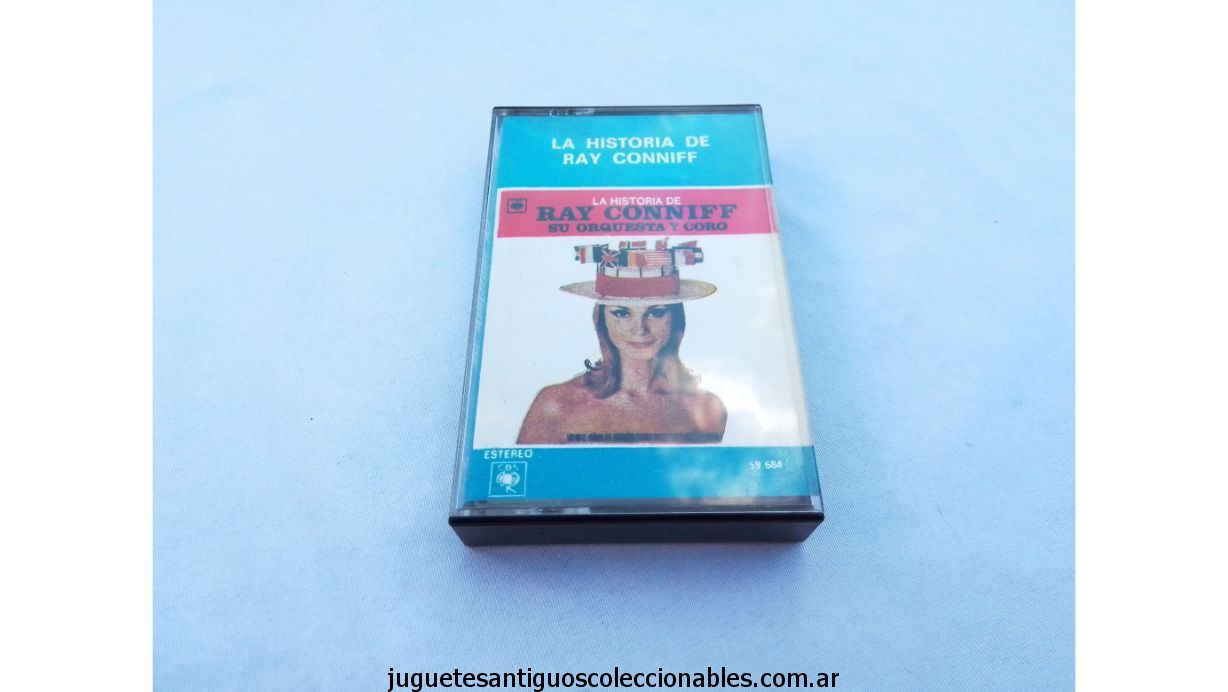 LA HISTORIA DE
RAY CONNIFF
LA HISTORIA DE
RAY CONNIFF
SU ORQUESTA Y CORO
ESTEREO
CBS
59 684
juguetesantiguoscoleccionables.com.ar